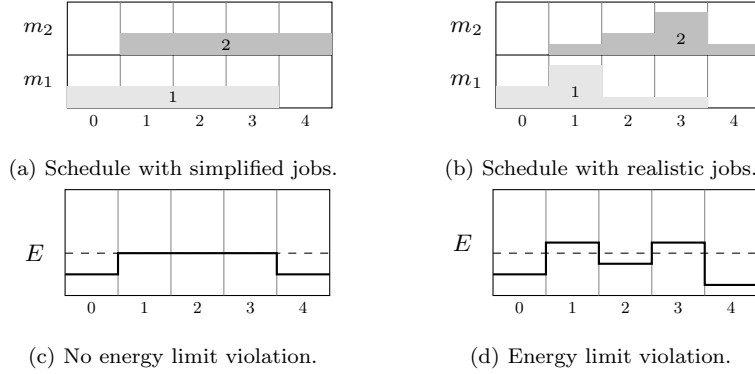 m₂ 2
m₁ 1
0 1 2 3 4
(a) Schedule with simplified jobs.
m₂ 2
m₁ 1
0 1 2 3 4
(b) Schedule with realistic jobs.
E
0 1 2 3 4
(c) No energy limit violation.
E
0 1 2 3 4
(d) Energy limit violation.